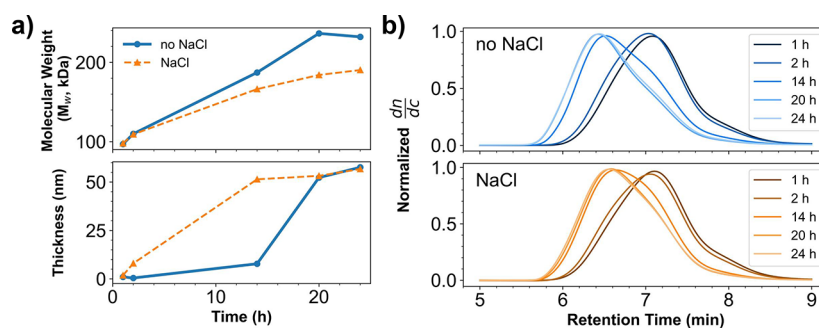 a)
Molecular Weight
(Mw, kDa)
200
100
no NaCl
NaCl
Thickness (nm)
50
25
0
0
10
20
Time (h)
b)
Normalized dn/dc
no NaCl
1.0
0.5
0.0
1 h
2 h
14 h
20 h
24 h
NaCl
1.0
0.5
0.0
1 h
2 h
14 h
20 h
24 h
5
6
7
8
9
Retention Time (min)